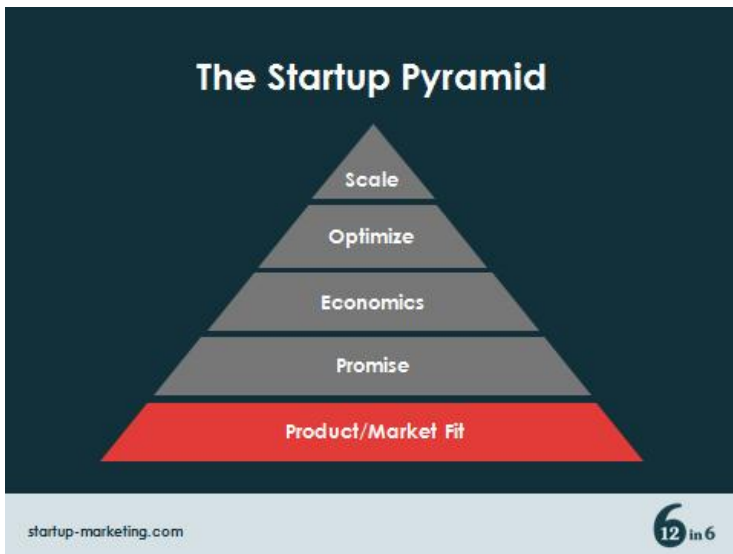 The Startup Pyramid
Scale
Optimize
Economics
Promise
Product/Market Fit
startup-marketing.com
6
12 in 6